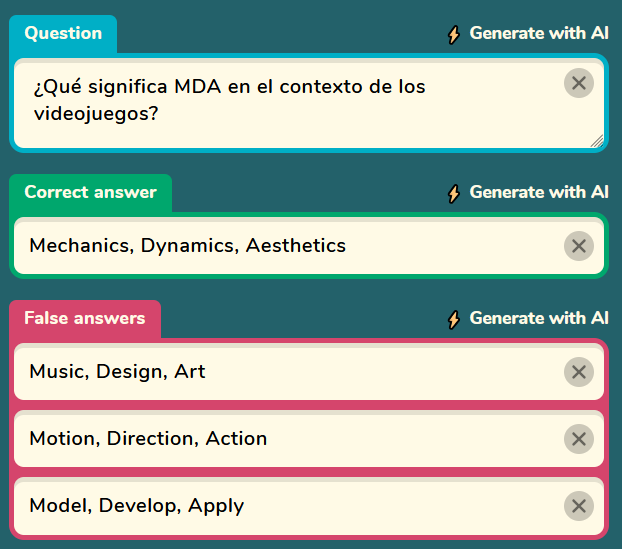 Question
Generate with AI
¿Qué significa MDA en el contexto de los
videojuegos?
Correct answer
Generate with AI
Mechanics, Dynamics, Aesthetics
False answers
Generate with AI
Music, Design, Art
Motion, Direction, Action
Model, Develop, Apply